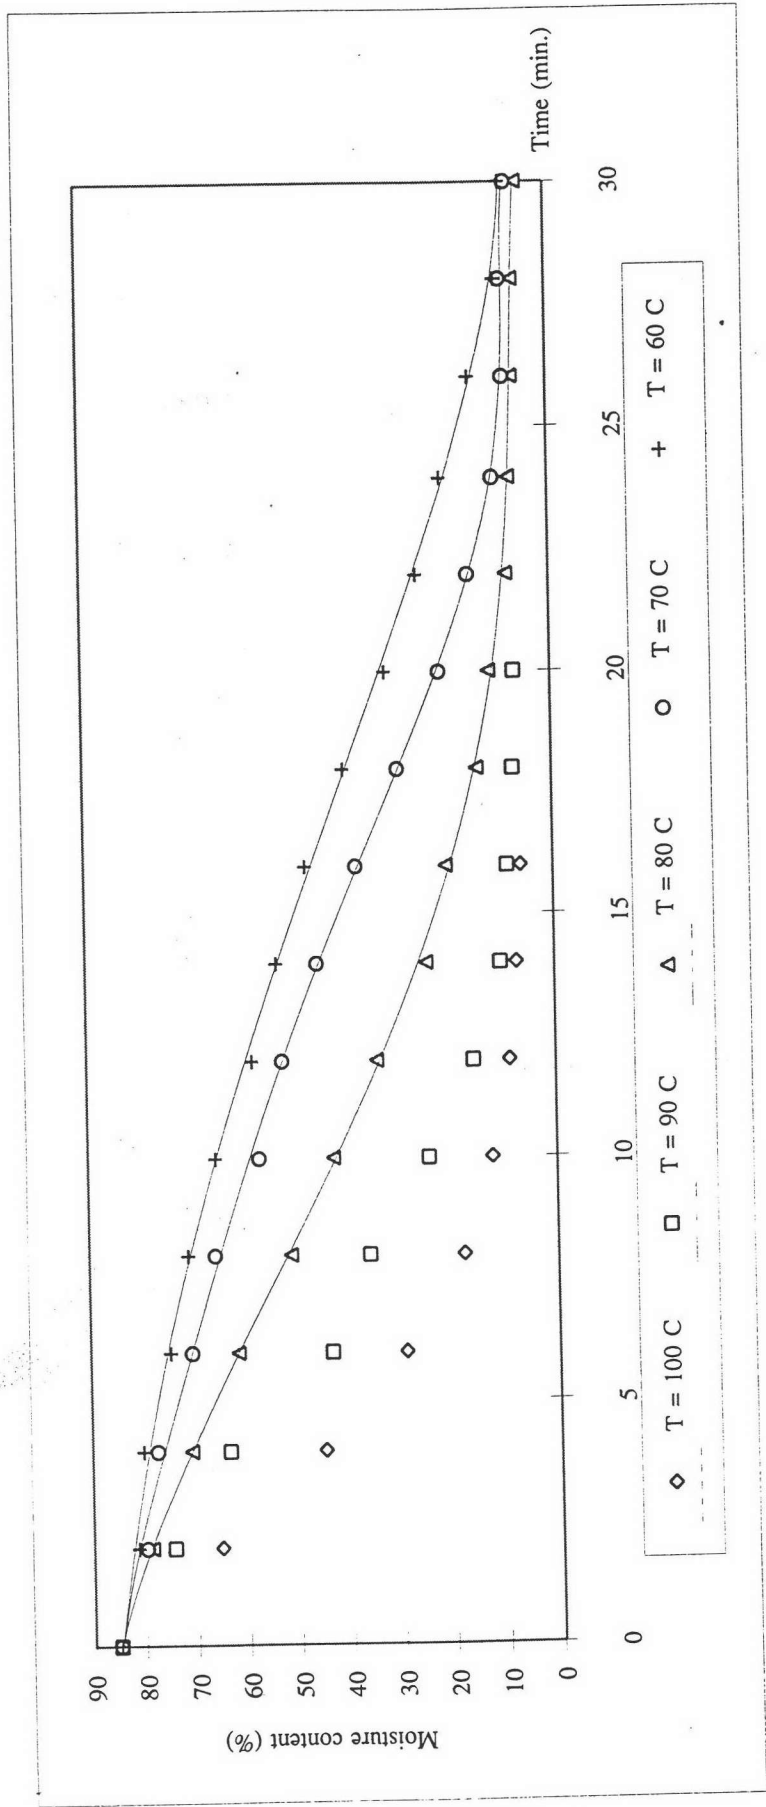 Moisture content (%)
90
80
70
60
50
40
30
20
10
0
0
5
10
15
20
25
30
Time (min.)
T = 100 C
T = 90 C
T = 80 C
T = 70 C
T = 60 C